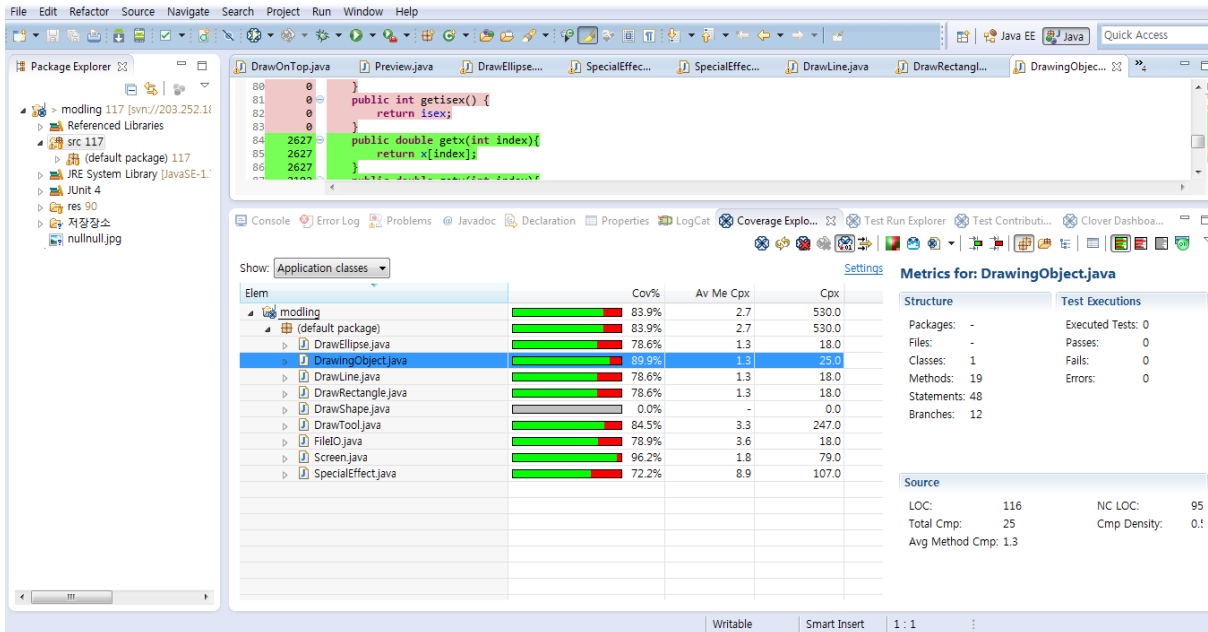 File Edit Refactor Source Navigate Search Project Run Window Help
Java EE Java Quick Access
Package Explorer
DrawOnTop.java Preview.java DrawEllipse.... SpecialEffec... SpecialEffec... DrawLine.java DrawRectangl... DrawingObjec... »4
> modling 117 [svn://203.252.18
Referenced Libraries
src 117
(default package) 117
JRE System Library [JavaSE-1.
JUnit 4
res 90
저장장소
nullnull.jpg
80 0 }
81 0 public int getisex() {
82 0 return isex;
83 0 }
84 2627 public double getx(int index){
85 2627 return x[index];
86 2627 }
Console Error Log Problems @ Javadoc Declaration Properties LogCat Coverage Explo... Test Run Explorer Test Contributi... Clover Dashboa...
Show: Application classes Settings
Elem Cov% Av Me Cpx Cpx
modling 83.9% 2.7 530.0
(default package) 83.9% 2.7 530.0
DrawEllipse.java 78.6% 1.3 18.0
DrawingObject.java 89.9% 1.3 25.0
DrawLine.java 78.6% 1.3 18.0
DrawRectangle.java 78.6% 1.3 18.0
DrawShape.java 0.0% - 0.0
DrawTool.java 84.5% 3.3 247.0
FileIO.java 78.9% 3.6 18.0
Screen.java 96.2% 1.8 79.0
SpecialEffect.java 72.2% 8.9 107.0
Metrics for: DrawingObject.java
Structure Test Executions
Packages: - Executed Tests: 0
Files: - Passes: 0
Classes: 1 Fails: 0
Methods: 19 Errors: 0
Statements: 48
Branches: 12
Source
LOC: 116 NC LOC: 95
Total Cmp: 25 Cmp Density:
Avg Method Cmp: 1.3
Writable Smart Insert 1 : 1